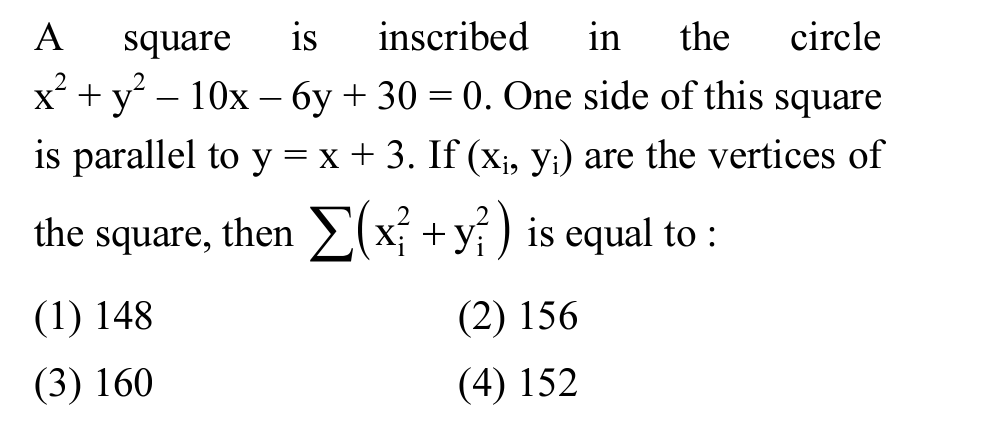 A square is inscribed in the circle
x² + y² – 10x – 6y + 30 = 0. One side of this square
is parallel to y = x + 3. If (xᵢ, yᵢ) are the vertices of
the square, then ∑(xᵢ² + yᵢ²) is equal to :
(1) 148 (2) 156
(3) 160 (4) 152